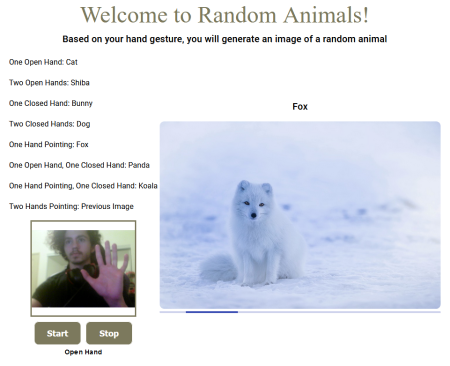 Welcome to Random Animals!
Based on your hand gesture, you will generate an image of a random animal
One Open Hand: Cat
Two Open Hands: Shiba
One Closed Hand: Bunny
Two Closed Hands: Dog
One Hand Pointing: Fox
One Open Hand, One Closed Hand: Panda
One Hand Pointing, One Closed Hand: Koala
Two Hands Pointing: Previous Image
Fox
Start Stop
Open Hand